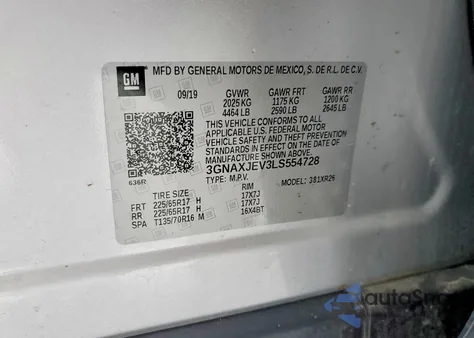 GM
MFD BY GENERAL MOTORS DE MEXICO, S. DE R.L. DE C.V.
09/19 GVWR GAWR FRT GAWR RR
2025 KG 1175 KG 1200 KG
4464 LB 2590 LB 2645 LB
THIS VEHICLE CONFORMS TO ALL
APPLICABLE U.S. FEDERAL MOTOR
VEHICLE SAFETY AND BUMPER
STANDARDS IN EFFECT ON THE
DATE OF MANUFACTURE SHOWN ABOVE.
3GNAXJEV3LS554728
636R TYPE: M.P.V. MODEL: 381XR26
TIRE SIZE RIM
FRT 225/65R17 H 17X7J
RR 225/65R17 H 17X7J
SPA T135/70R16 M 16X4BT